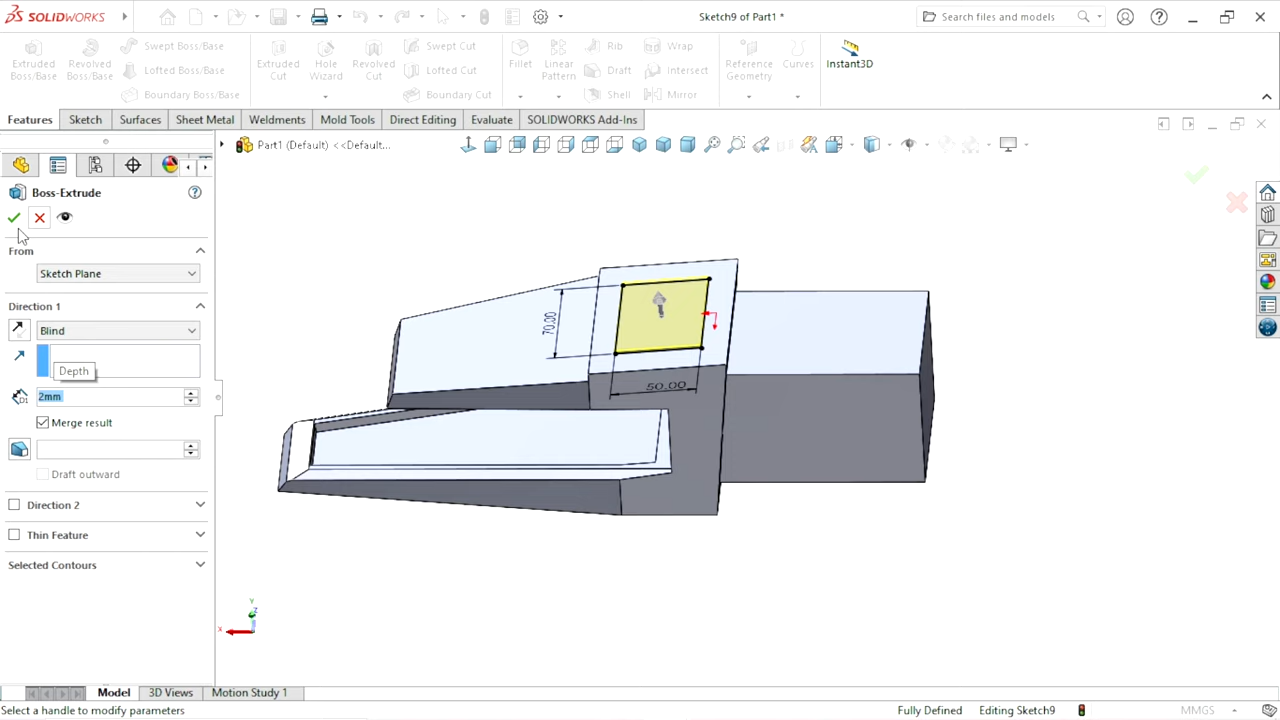 SOLIDWORKS
Sketch9 of Part1 *
Search files and models
Extruded Boss/Base
Revolved Boss/Base
Swept Boss/Base
Lofted Boss/Base
Boundary Boss/Base
Extruded Cut
Hole Wizard
Revolved Cut
Swept Cut
Lofted Cut
Boundary Cut
Fillet
Linear Pattern
Rib
Draft
Shell
Wrap
Intersect
Mirror
Reference Geometry
Curves
Instant3D
Features
Sketch
Surfaces
Sheet Metal
Weldments
Mold Tools
Direct Editing
Evaluate
SOLIDWORKS Add-Ins
Part1 (Default) <<Default...
Boss-Extrude
From
Sketch Plane
Direction 1
Blind
Depth
2mm
Merge result
Draft outward
Direction 2
Thin Feature
Selected Contours
70.00
50.00
Y
Z
X
Model
3D Views
Motion Study 1
Select a handle to modify parameters
Fully Defined
Editing Sketch9
MMGS